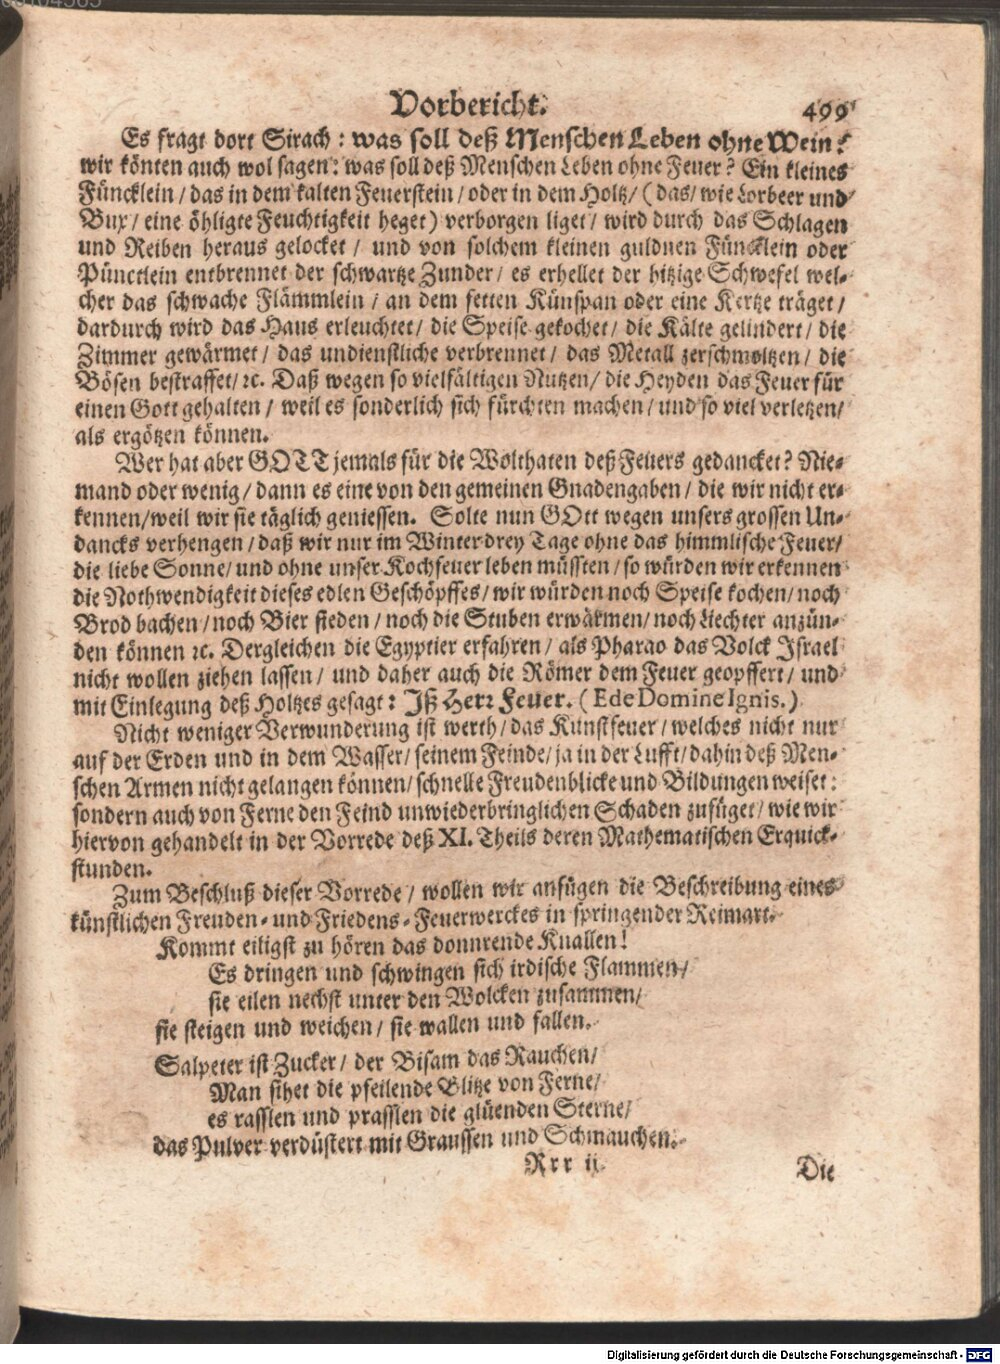 Vorbericht. 499
Es fragt dort Sirach: was soll deß Menschen Leben ohne Wein?
wir könten auch wol sagen: was soll deß Menschen Leben ohne Feuer? Ein kleines
Füncklein / das in dem kalten Feuerstein / oder in dem Holtz / (das / wie Lorbeer und
Bux / eine öhligte Feuchtigkeit heget) verborgen liget / wird durch das Schlagen
und Reiben heraus gelocket / und von solchem kleinen guldnen Füncklein oder
Pünctlein entbrennet der schwartze Zunder / es erhellet der hitzige Schwefel wel-
cher das schwache Flämmlein / an dem fetten Künspan oder eine Kertze träget /
dardurch wird das Haus erleuchtet / die Speise gekochet / die Kälte gelindert / die
Zimmer gewärmet / das undienstliche verbrennet / das Metall zerschmoltzen / die
Bösen bestraffet / ꝛc. Daß wegen so vielfältigen Nutzen / die Heyden das Feuer für
einen Gott gehalten / weil es sonderlich sich fürchten machen / und so viel verletzen /
als ergötzen können.
Wer hat aber GOTT jemals für die Wolthaten deß Feuers gedancket? Nie-
mand oder wenig / dann es eine von den gemeinen Gnadengaben / die wir nicht er-
kennen / weil wir sie täglich geniessen. Solte nun GOtt wegen unsers grossen Un-
dancks verhengen / daß wir nur im Winter drey Tage ohne das himmlische Feuer /
die liebe Sonne / und ohne unser Kochfeuer leben müssten / so würden wir erkennen
die Nothwendigkeit dieses edlen Geschöpffes / wir würden noch Speise kochen / noch
Brod bachen / noch Bier sieden / noch die Stuben erwärmen / noch Liechter anzün-
den können ꝛc. Dergleichen die Egyptier erfahren / als Pharao das Volck Israel
nicht wollen ziehen lassen / und daher auch die Römer dem Feuer geopffert / und
mit Einlegung deß Holtzes gesagt: Iß Herr Feuer. (Ede Domine Ignis.)
Nicht weniger Verwunderung ist werth / das Kunstfeuer / welches nicht nur
auf der Erden und in dem Wasser / seinem Feinde / ja in der Lufft / dahin deß Men-
schen Armen nicht gelangen können / schnelle Freudenblicke und Bildungen weiset:
sondern auch von Ferne den Feind unwiederbringlichen Schaden zufüget / wie wir
hiervon gehandelt in der Vorrede deß XI. Theils deren Mathematischen Erquick-
stunden.
Zum Beschluß dieser Vorrede / wollen wir anfügen die Beschreibung eines
künstlichen Freuden- und Friedens-Feuerwerckes in springender Reimart.
Kommt eiligst zu hören das donnrende Knallen!
Es dringen und schwingen sich irdische Flammen /
sie eilen nechst unter den Wolcken zusammen /
sie steigen und weichen / sie wallen und fallen.
Salpeter ist Zucker / der Bisam das Rauchen /
Man sihet die pfeilende Blitze von Ferne /
es rasslen und prasslen die glüenden Sterne /
das Pulver verdüstert mit Graussen und Schmauchen.
Rrr ij
Die
Digitalisierung gefördert durch die Deutsche Forschungsgemeinschaft - DFG